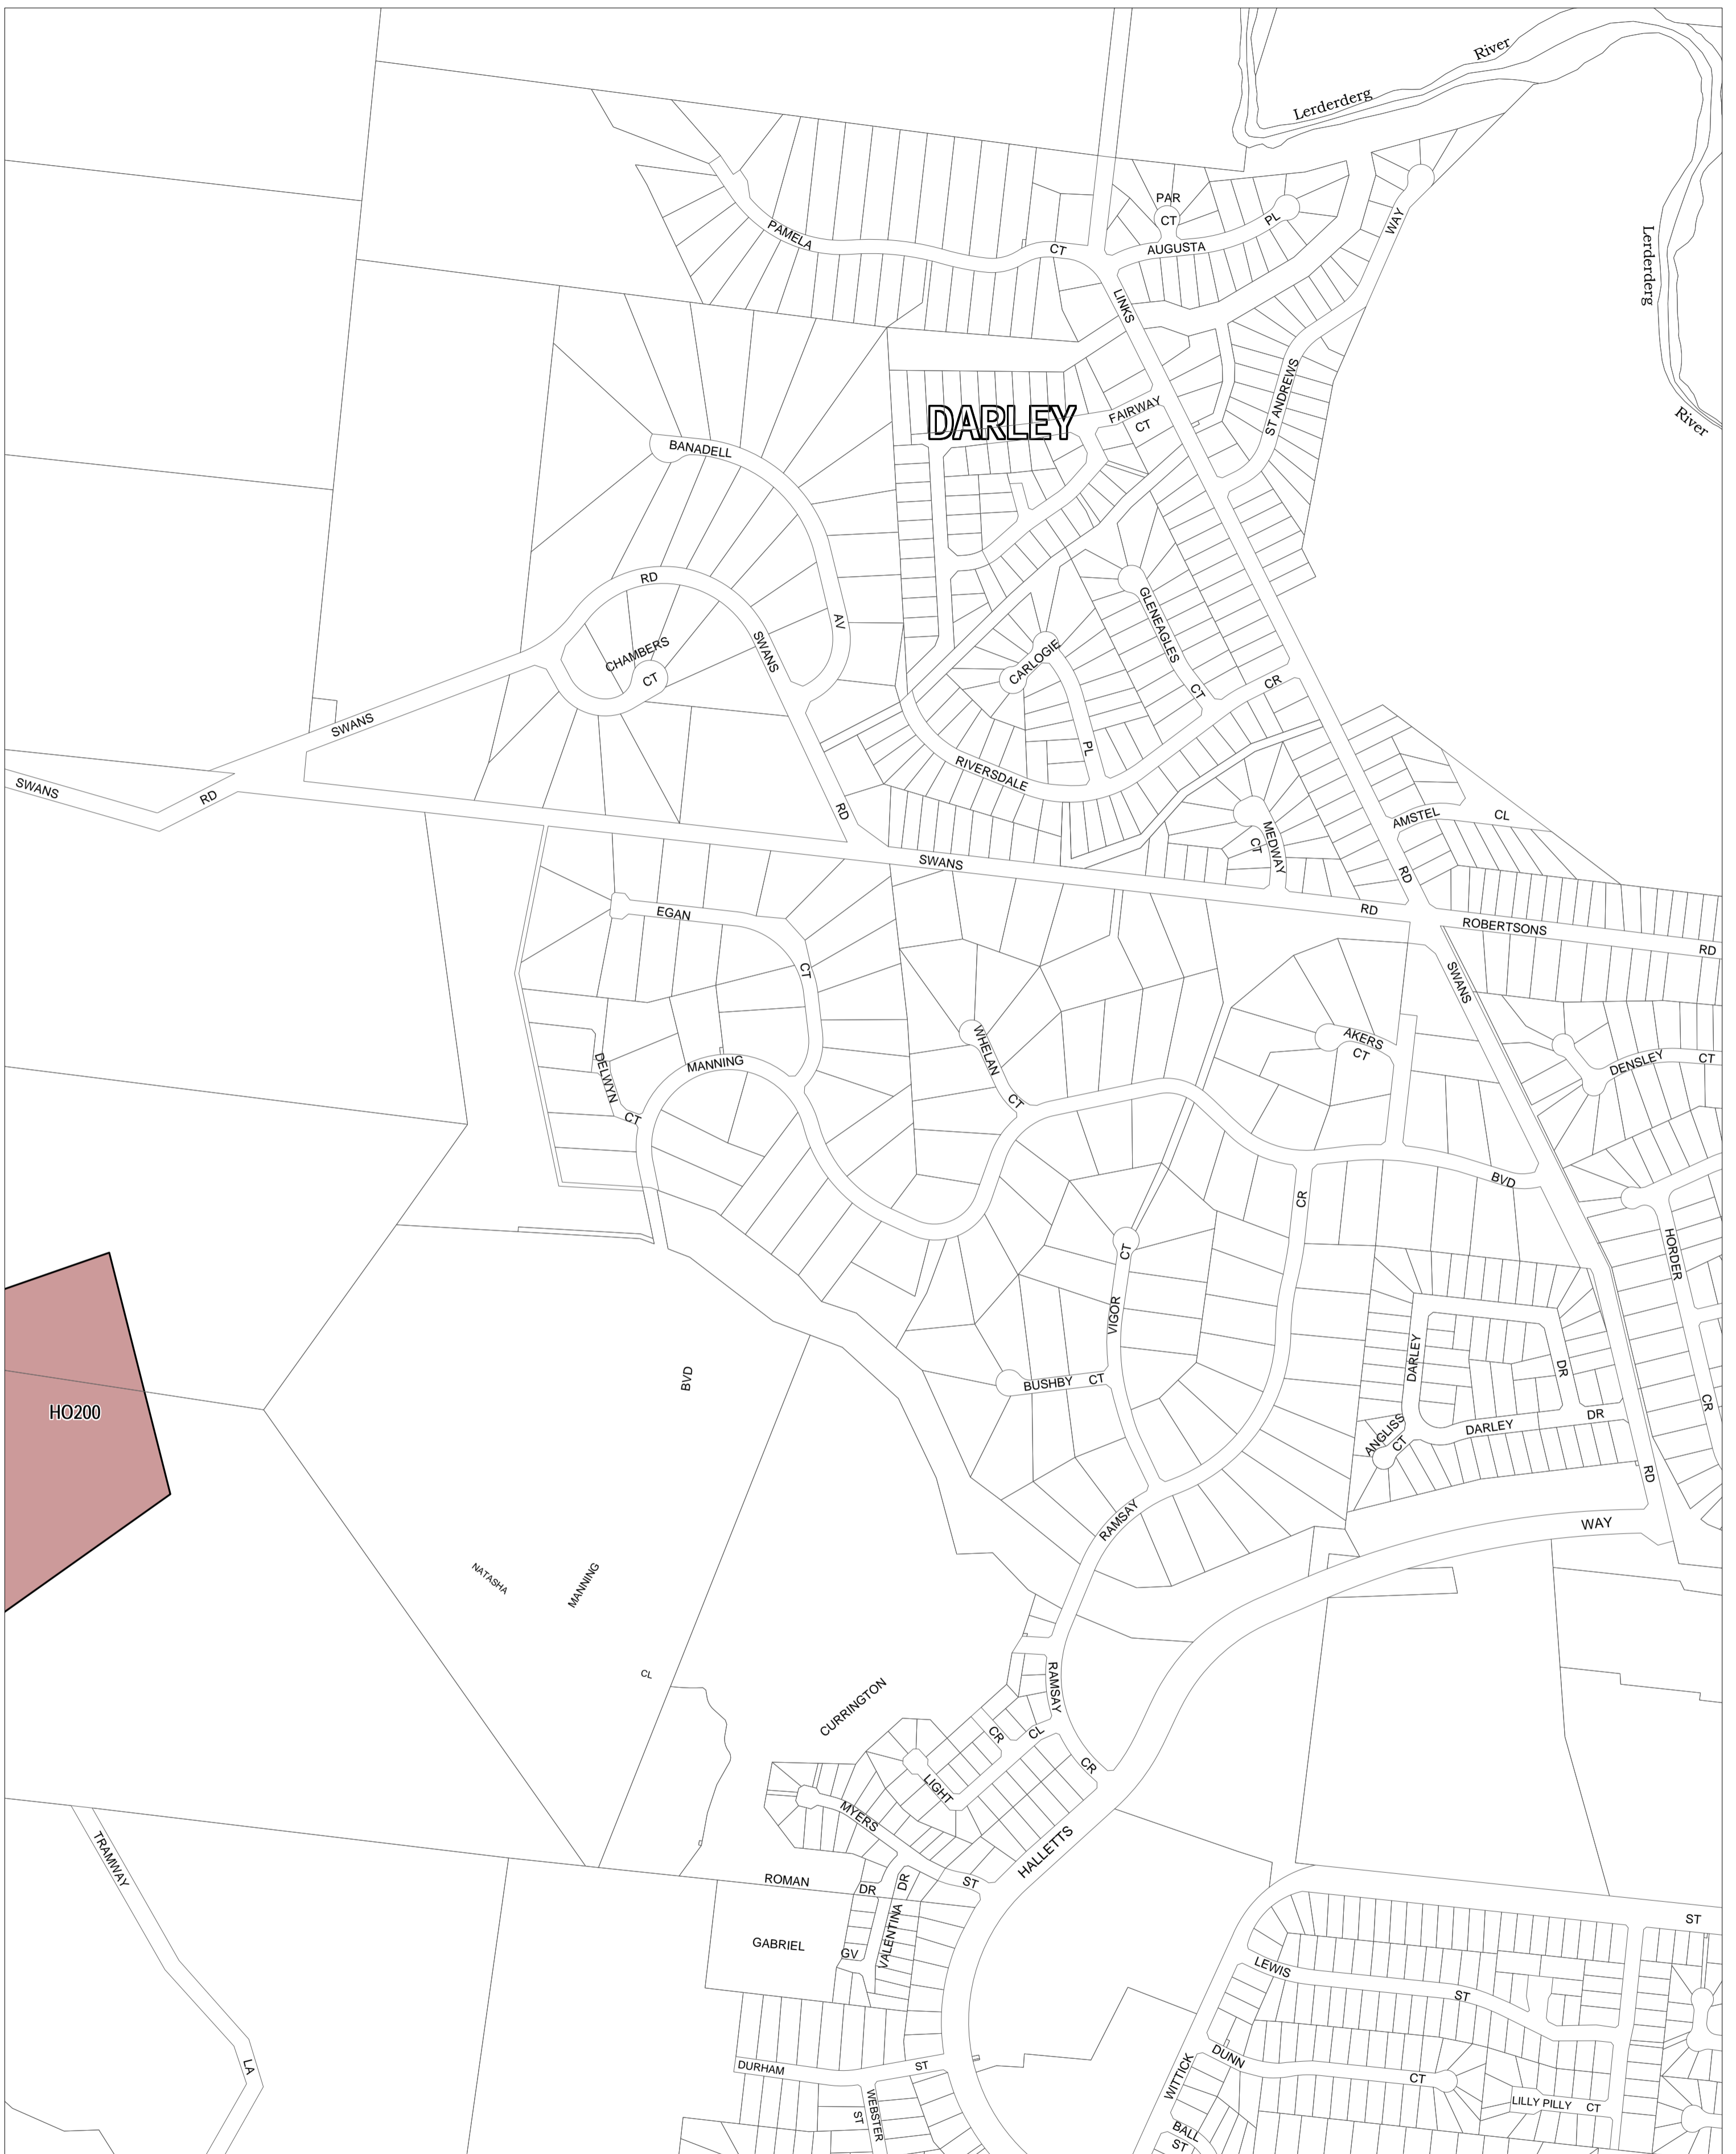 River
Lerderderg
PAR
CT
PL
WAY
PAMELA
CT
AUGUSTA
Lerderderg
LINKS
ST ANDREWS
FAIRWAY
CT
DARLEY
River
BANADELL
RD
AV
GLENEAGLES
CHAMBERS
CT
SWANS
CARLOGIE
CT
CR
SWANS
PL
RIVERSDALE
SWANS
RD
RD
AMSTEL
CL
MEDWAY
CT
SWANS
RD
RD
EGAN
ROBERTSONS
RD
CT
SWANS
WHELAN
AKERS
CT
DENSLEY
CT
MANNING
DELWYN
CT
CT
BVD
CR
CT
HORDER
VIGOR
DARLEY
DR
BVD
BUSHBY CT
HO200
CR
DR
DARLEY
ANGLISS
CT
RD
RAMSAY
WAY
NATASHA
MANNING
CL
RAMSAY
CURRINGTON
CR
CL
CR
LIGHT
MYERS
HALLETTS
TRAMWAY
ROMAN
DR
DR
ST
VALENTINA
GABRIEL
GV
ST
LEWIS
ST
LA
DURHAM
ST
DUNN
CT
WITTICK
WEBSTER
ST
LILLY PILLY CT
BALL
ST